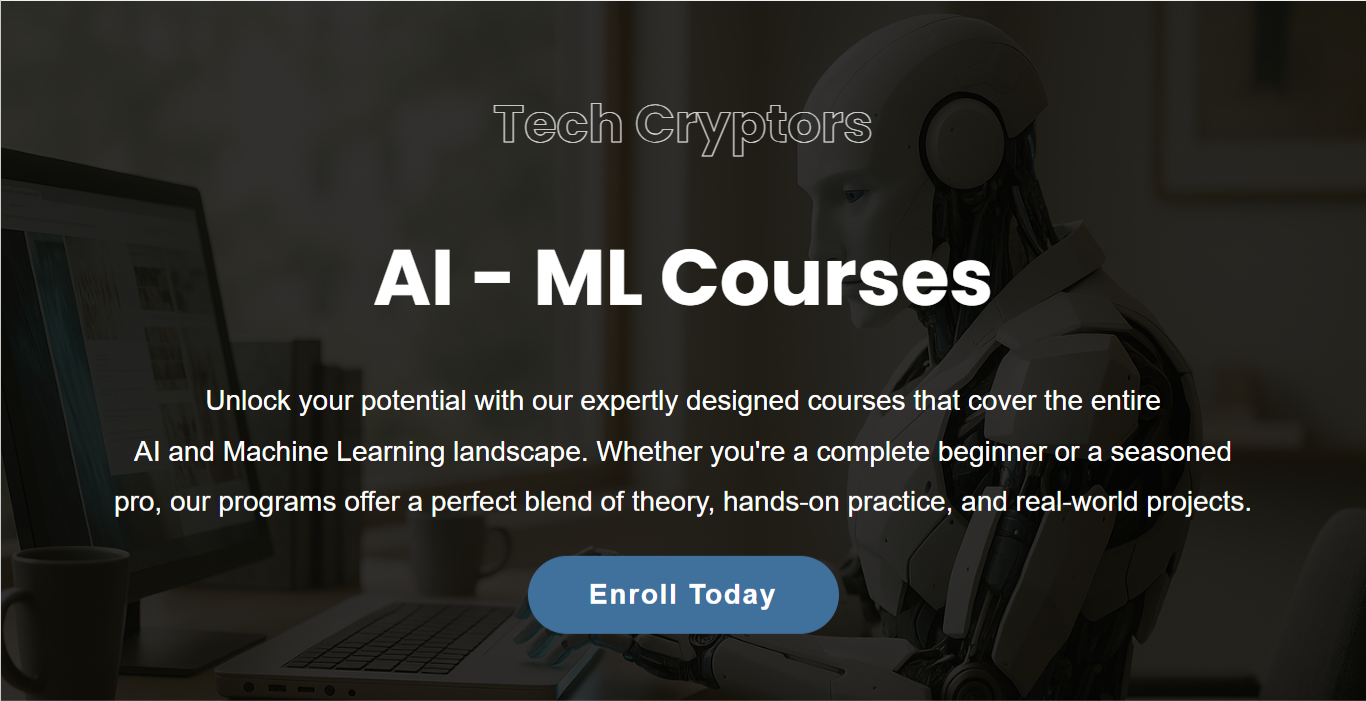 Tech Cryptors
AI - ML Courses
Unlock your potential with our expertly designed courses that cover the entire
AI and Machine Learning landscape. Whether you're a complete beginner or a seasoned
pro, our programs offer a perfect blend of theory, hands-on practice, and real-world projects.
Enroll Today